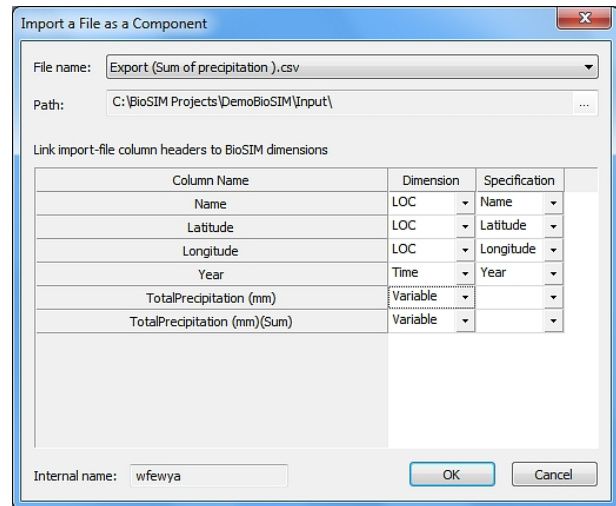 Import a File as a Component
File name: Export (Sum of precipitation ).csv
Path: C:\BioSIM Projects\DemoBioSIM\Input\ ...
Link import-file column headers to BioSIM dimensions
Column Name Dimension Specification
Name LOC Name
Latitude LOC Latitude
Longitude LOC Longitude
Year Time Year
TotalPrecipitation (mm) Variable
TotalPrecipitation (mm)(Sum) Variable
Internal name: wfewya OK Cancel